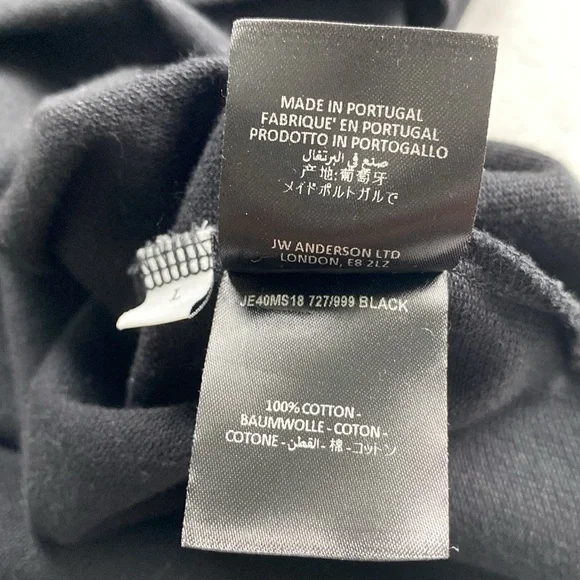 MADE IN PORTUGAL
FABRIQUE' EN PORTUGAL
PRODOTTO IN PORTOGALLO
صنع في البرتغال
产地:葡萄牙
メイドポルトガルで
JW ANDERSON LTD
LONDON, E8 2LZ
L
JE40MS18 727/999 BLACK
100% COTTON -
BAUMWOLLE - COTON -
COTONE - القطن - 棉 - コットン